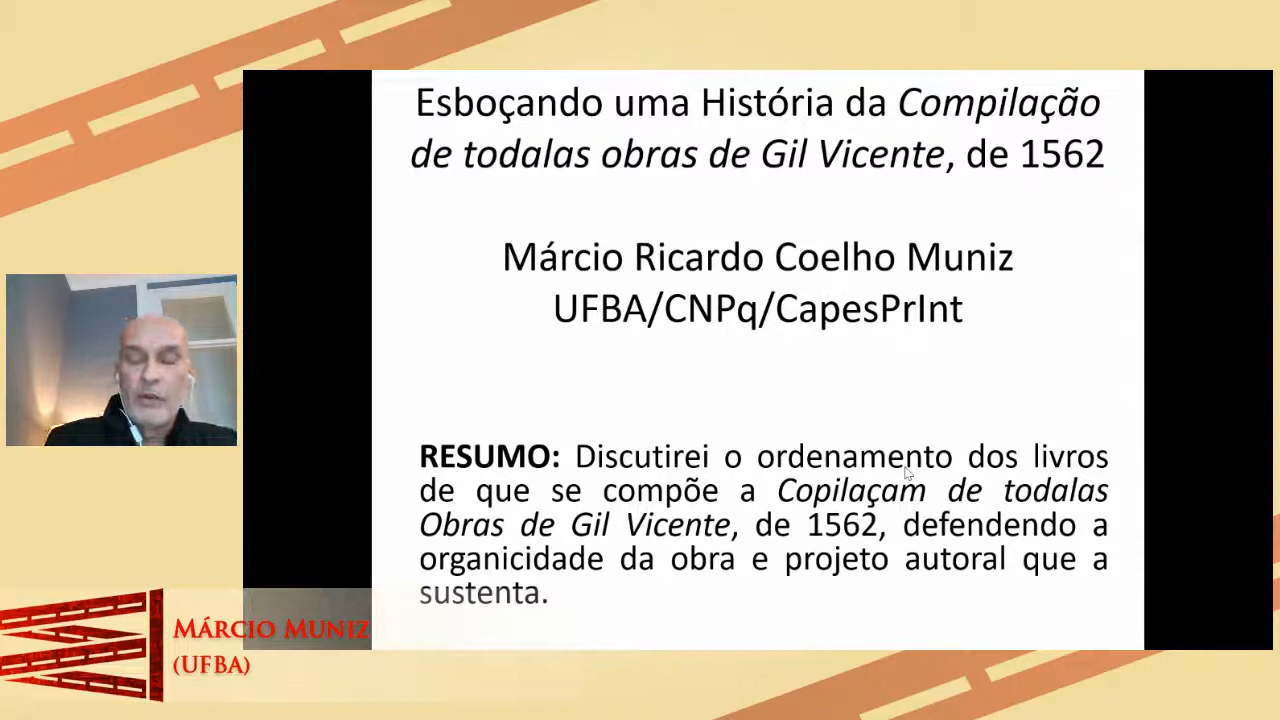 Esboçando uma História da Compilação
de todalas obras de Gil Vicente, de 1562
Márcio Ricardo Coelho Muniz
UFBA/CNPq/CapesPrInt
RESUMO: Discutirei o ordenamento dos livros
de que se compõe a Copilaçam de todalas
Obras de Gil Vicente, de 1562, defendendo a
organicidade da obra e projeto autoral que a
sustenta.
MÁRCIO MUNIZ
(UFBA)